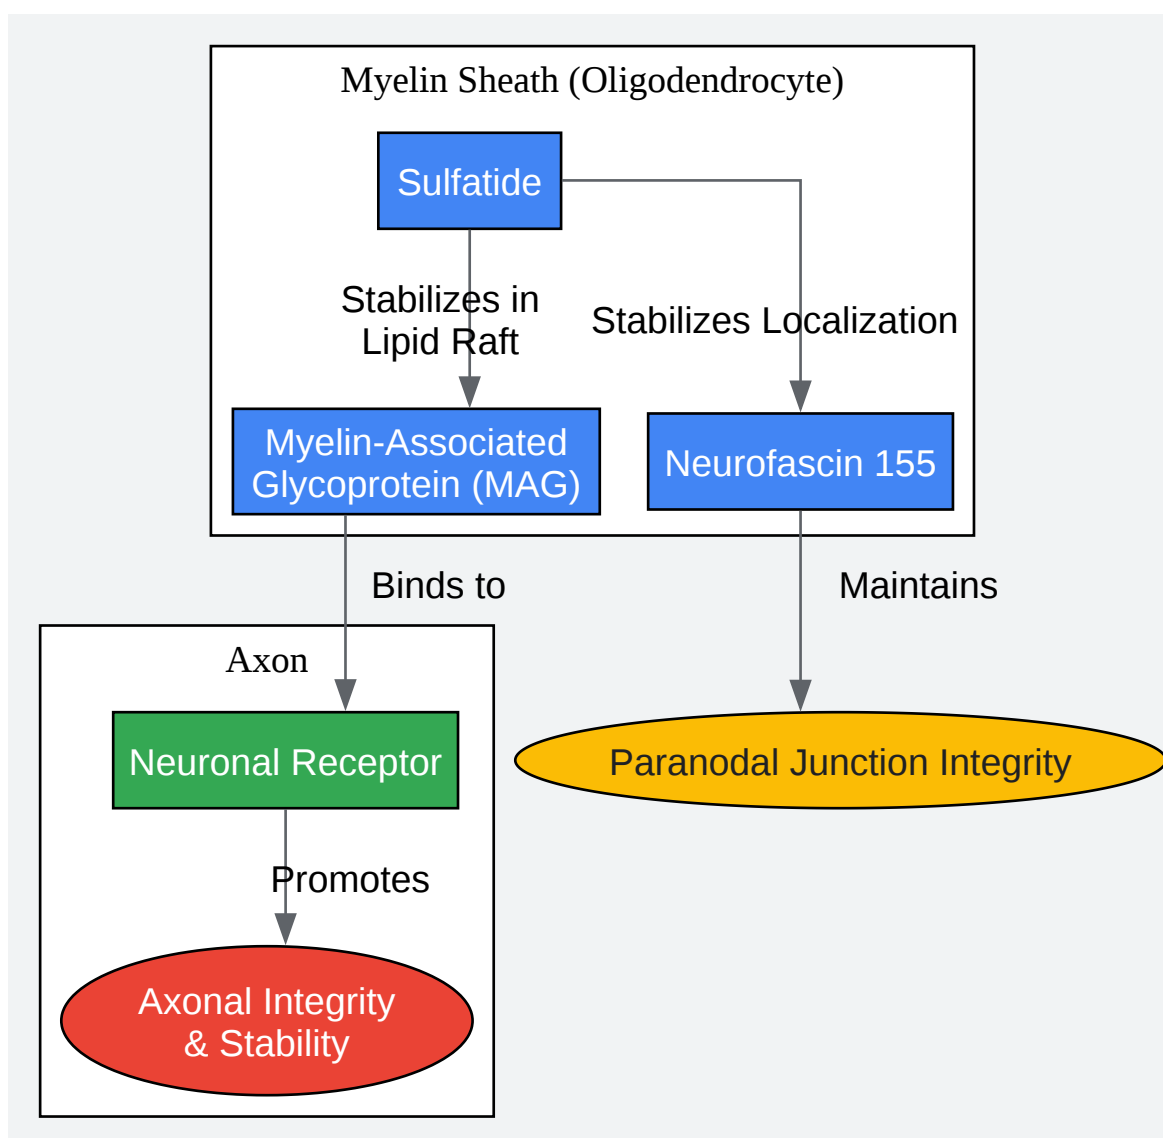 Myelin Sheath (Oligodendrocyte)
Sulfatide
Stabilizes in
Lipid Raft
Stabilizes Localization
Myelin-Associated
Glycoprotein (MAG)
Neurofascin 155
Binds to
Maintains
Axon
Neuronal Receptor
Paranodal Junction Integrity
Promotes
Axonal Integrity
& Stability